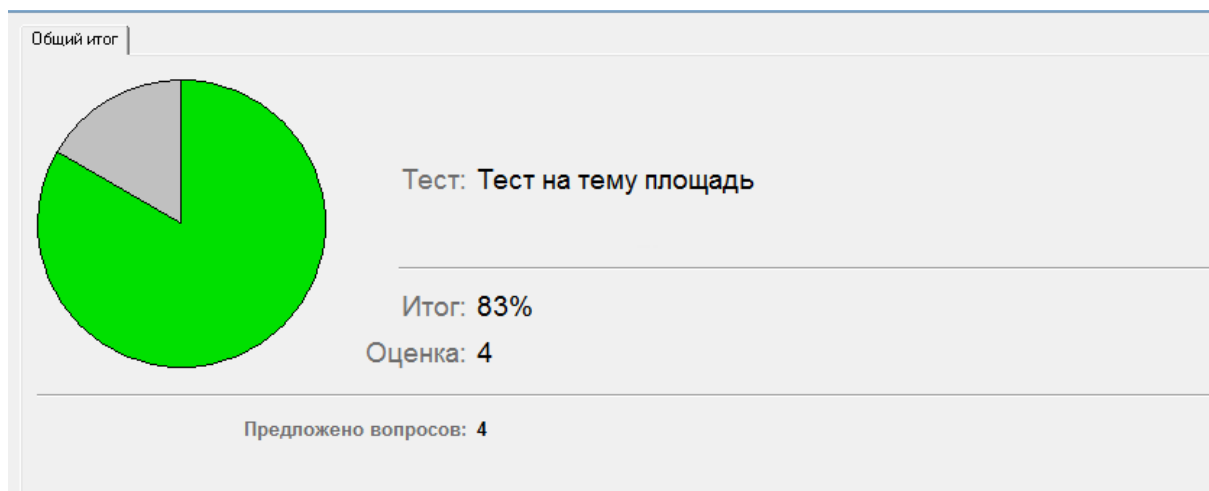 Общий итог
Тест: Тест на тему площадь
Итог: 83%
Оценка: 4
Предложено вопросов: 4